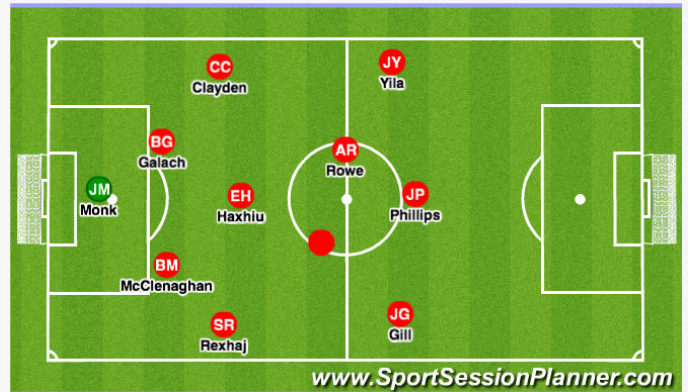 CC
Clayden
JY
Yila
BG
Galach
AR
Rowe
JM
Monk
EH
Haxhiu
JP
Phillips
BM
McClenaghan
SR
Rexhaj
JG
Gill
www.SportSessionPlanner.com